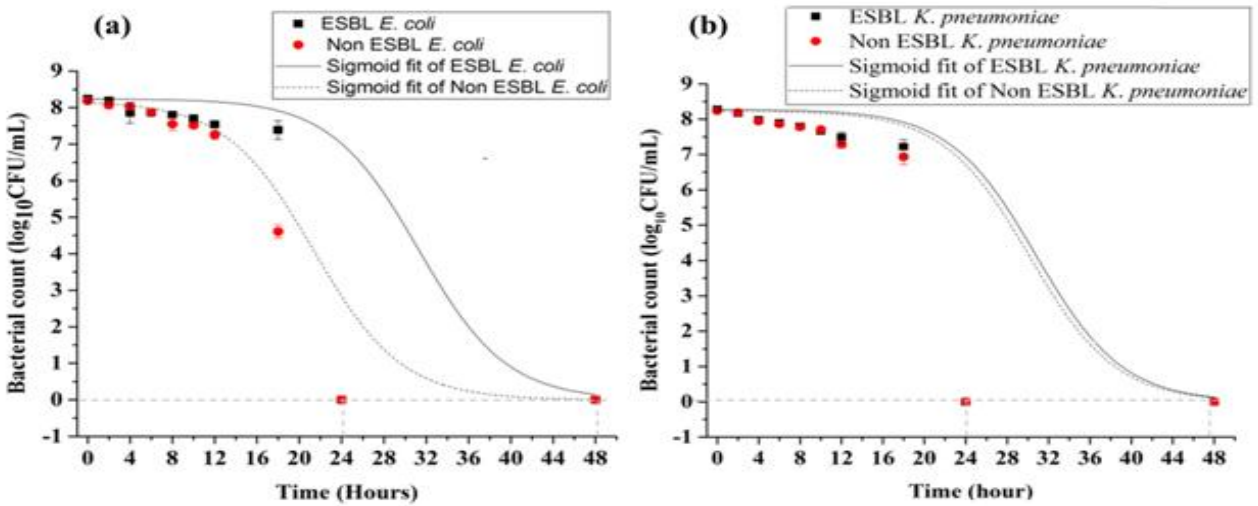 (a)
ESBL E. coli
Non ESBL E. coli
Sigmoid fit of ESBL E. coli
Sigmoid fit of Non ESBL E. coli
Bacterial count (log10CFU/mL)
9
8
7
6
5
4
3
2
1
0
-1
0 4 8 12 16 20 24 28 32 36 40 44 48
Time (Hours)
(b)
ESBL K. pneumoniae
Non ESBL K. pneumoniae
Sigmoid fit of ESBL K. pneumoniae
Sigmoid fit of Non ESBL K. pneumoniae
Bacterial count (log10CFU/mL)
9
8
7
6
5
4
3
2
1
0
-1
0 4 8 12 16 20 24 28 32 36 40 44 48
Time (hour)